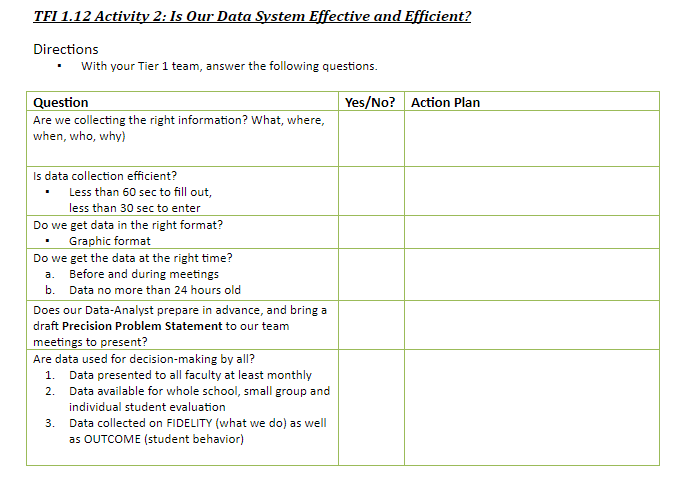 TFI 1.12 Activity 2: Is Our Data System Effective and Efficient?
Directions
▪ With your Tier 1 team, answer the following questions.
Question Yes/No? Action Plan
Are we collecting the right information? What, where,
when, who, why)
Is data collection efficient?
▪ Less than 60 sec to fill out,
less than 30 sec to enter
Do we get data in the right format?
▪ Graphic format
Do we get the data at the right time?
a. Before and during meetings
b. Data no more than 24 hours old
Does our Data-Analyst prepare in advance, and bring a
draft Precision Problem Statement to our team
meetings to present?
Are data used for decision-making by all?
1. Data presented to all faculty at least monthly
2. Data available for whole school, small group and
individual student evaluation
3. Data collected on FIDELITY (what we do) as well
as OUTCOME (student behavior)